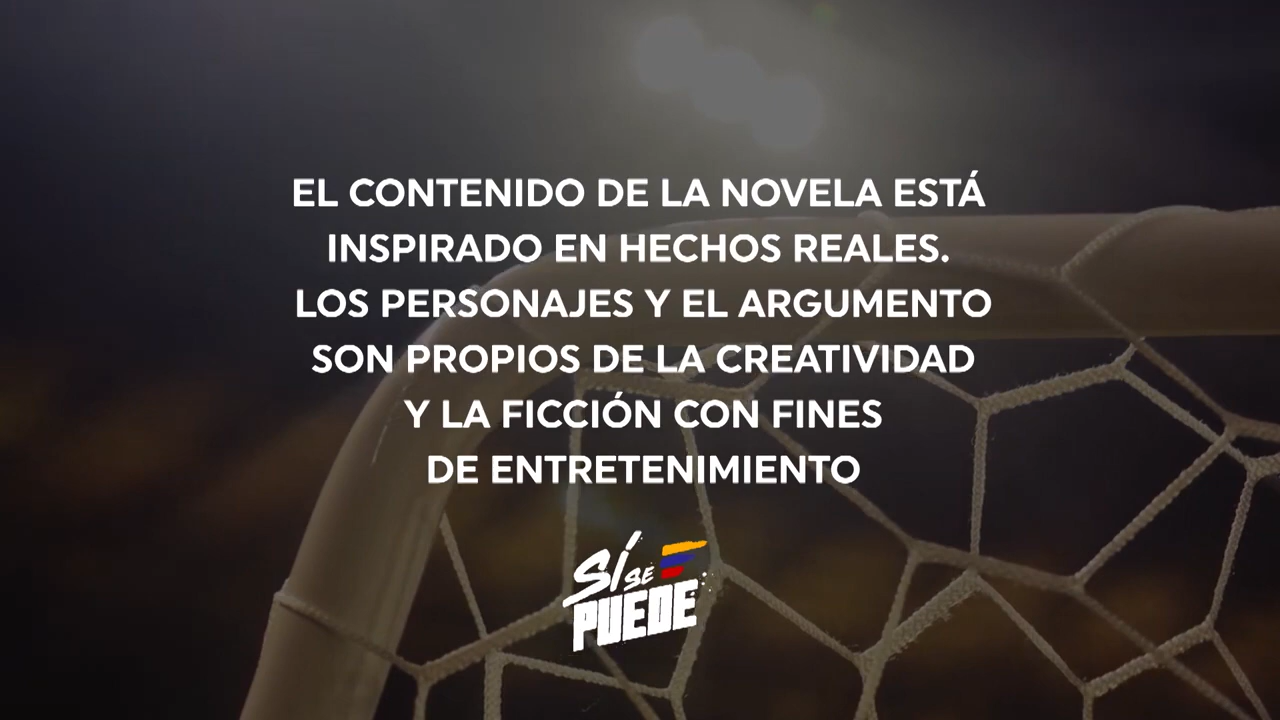 EL CONTENIDO DE LA NOVELA ESTÁ
INSPIRADO EN HECHOS REALES.
LOS PERSONAJES Y EL ARGUMENTO
SON PROPIOS DE LA CREATIVIDAD
Y LA FICCIÓN CON FINES
DE ENTRETENIMIENTO
SÍ SE
PUEDE